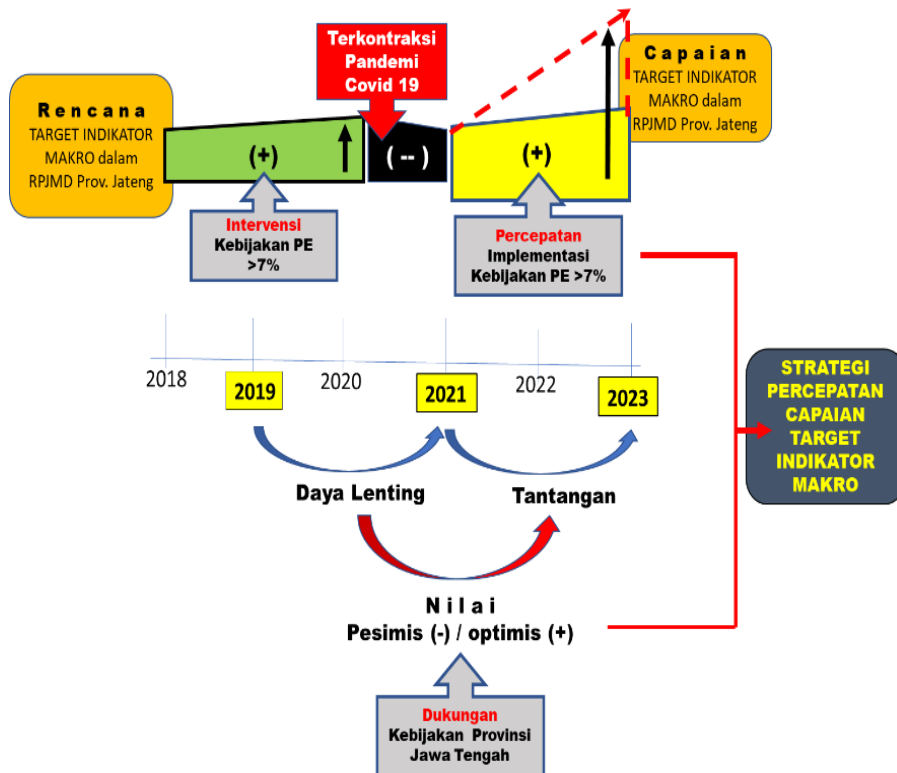 Terkontraksi
Pandemi
Covid 19
Rencana
TARGET INDIKATOR
MAKRO dalam
RPJMD Prov. Jateng
Capaian
TARGET INDIKATOR
MAKRO dalam
RPJMD Prov. Jateng
(+)
( -- )
(+)
Intervensi
Kebijakan PE
>7%
Percepatan
Implementasi
Kebijakan PE >7%
2018
2019
2020
2021
2022
2023
STRATEGI
PERCEPATAN
CAPAIAN
TARGET
INDIKATOR
MAKRO
Daya Lenting
Tantangan
Nilai
Pesimis (-) / optimis (+)
Dukungan
Kebijakan Provinsi
Jawa Tengah